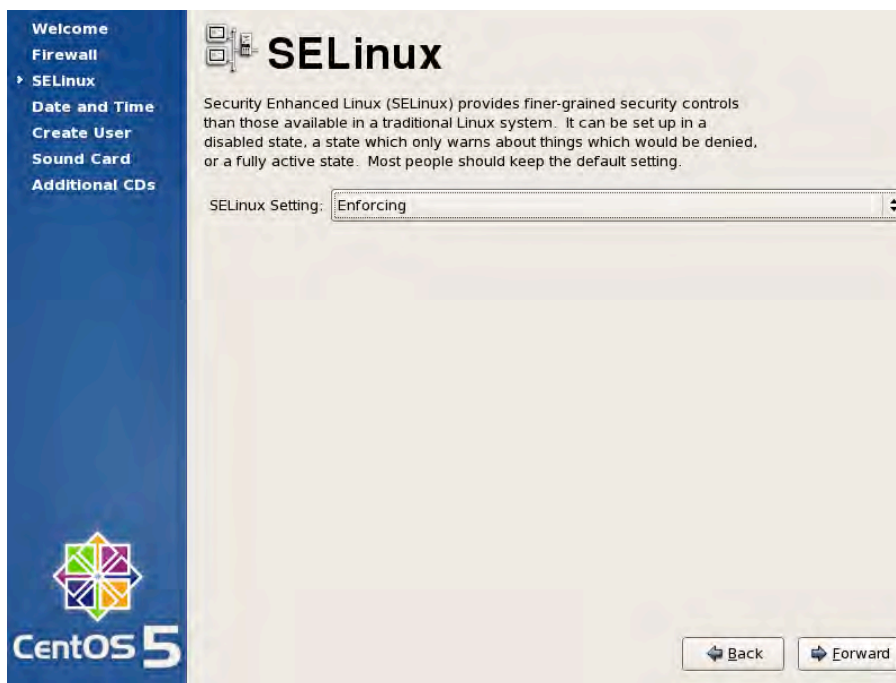 Welcome
Firewall
SELinux
Date and Time
Create User
Sound Card
Additional CDs
SELinux
Security Enhanced Linux (SELinux) provides finer-grained security controls
than those available in a traditional Linux system. It can be set up in a
disabled state, a state which only warns about things which would be denied,
or a fully active state. Most people should keep the default setting.
SELinux Setting: Enforcing
CentOS 5
Back
Forward